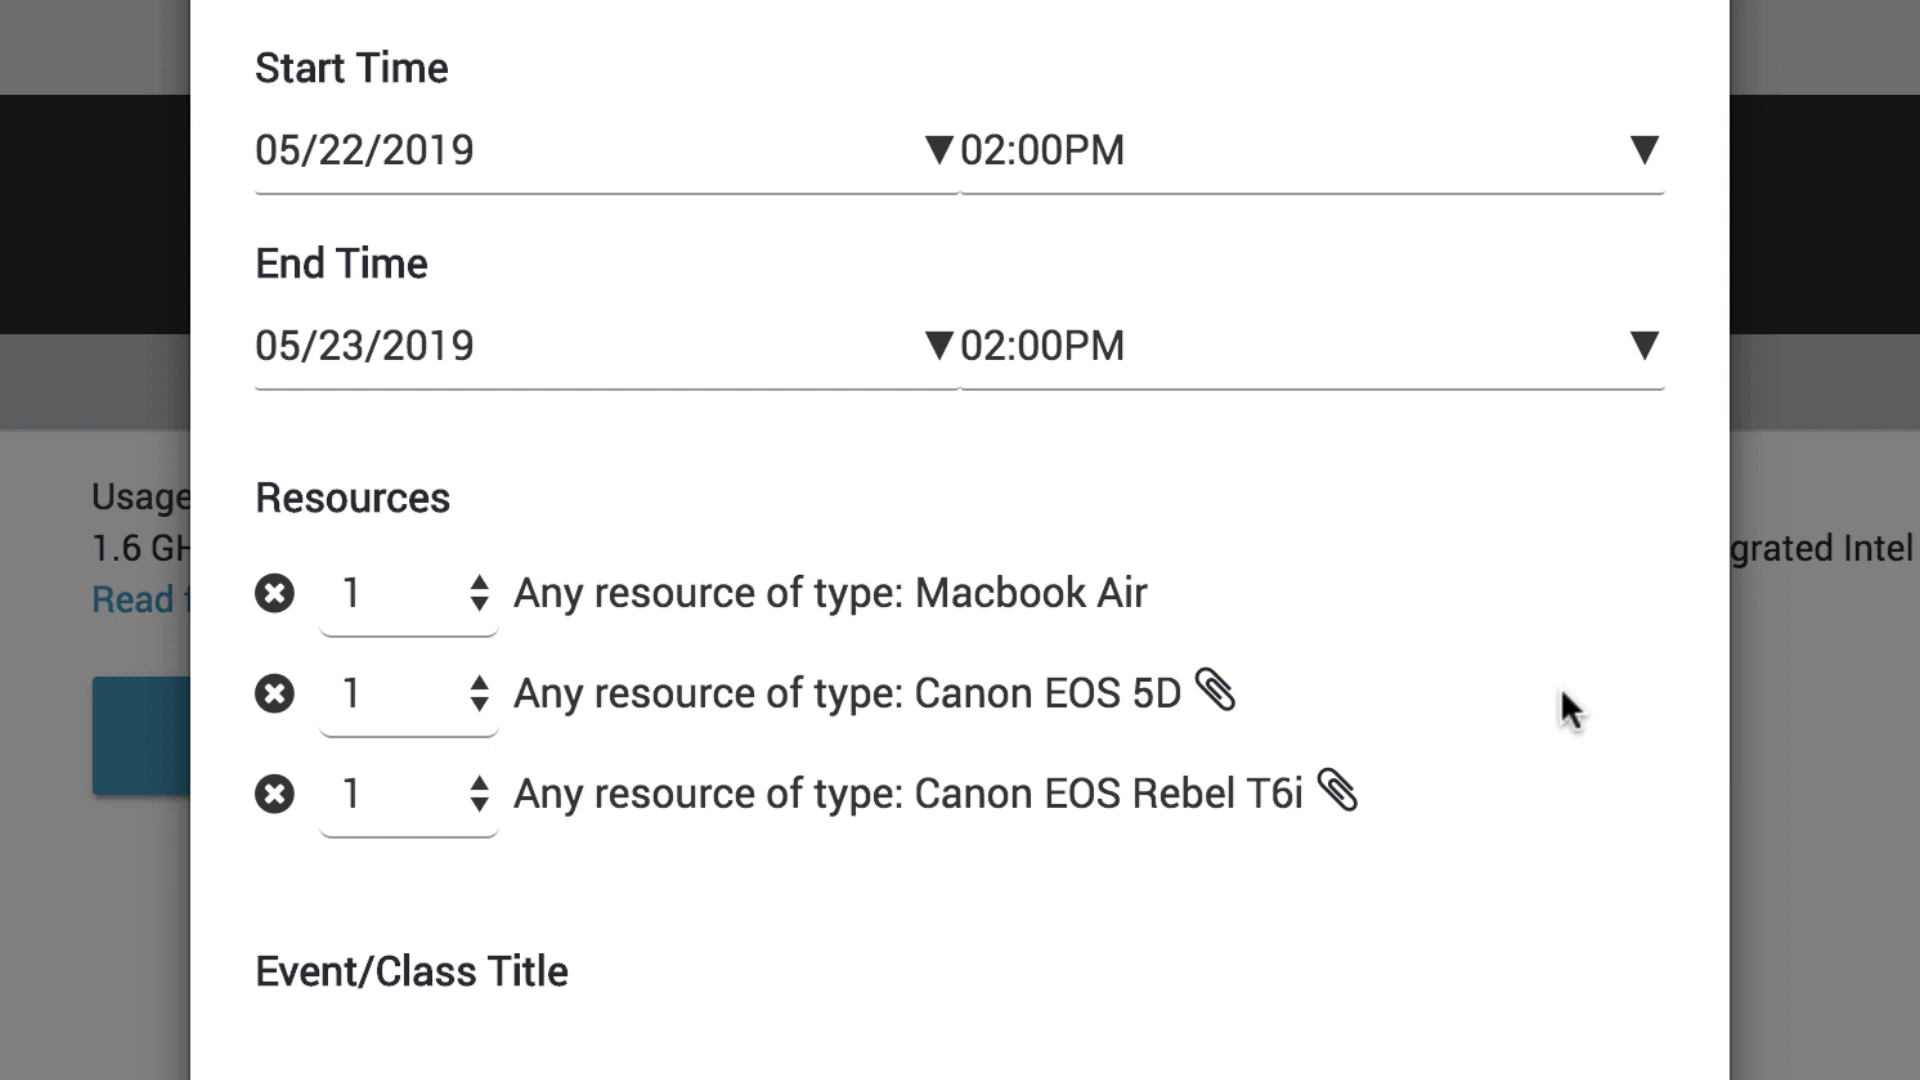 Start Time
05/22/2019 ▼ 02:00PM ▼
End Time
05/23/2019 ▼ 02:00PM ▼
Usage
Resources
1.6 GH
grated Intel
1 Any resource of type: Macbook Air
Read
1 Any resource of type: Canon EOS 5D
1 Any resource of type: Canon EOS Rebel T6i
Event/Class Title